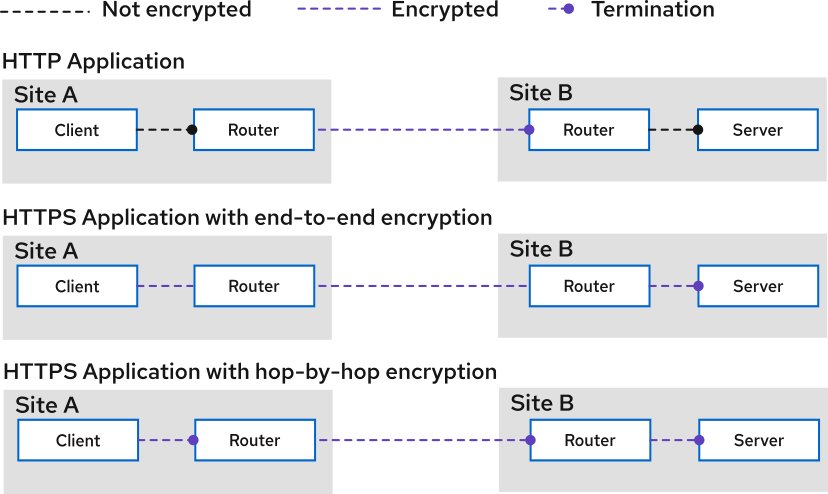 Not encrypted Encrypted Termination
HTTP Application
Site A Site B
Client Router Router Server
HTTPS Application with end-to-end encryption
Site A Site B
Client Router Router Server
HTTPS Application with hop-by-hop encryption
Site A Site B
Client Router Router Server